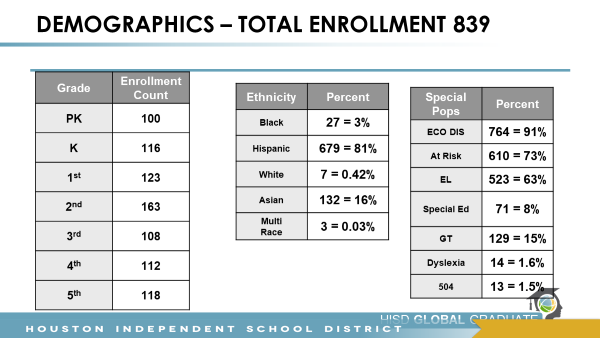 DEMOGRAPHICS – TOTAL ENROLLMENT 839
Grade Enrollment Count
PK 100
K 116
1st 123
2nd 163
3rd 108
4th 112
5th 118
Ethnicity Percent
Black 27 = 3%
Hispanic 679 = 81%
White 7 = 0.42%
Asian 132 = 16%
Multi Race 3 = 0.03%
Special Pops Percent
ECO DIS 764 = 91%
At Risk 610 = 73%
EL 523 = 63%
Special Ed 71 = 8%
GT 129 = 15%
Dyslexia 14 = 1.6%
504 13 = 1.5%
HISD GLOBAL GRADUATE
HOUSTON INDEPENDENT SCHOOL DISTRICT